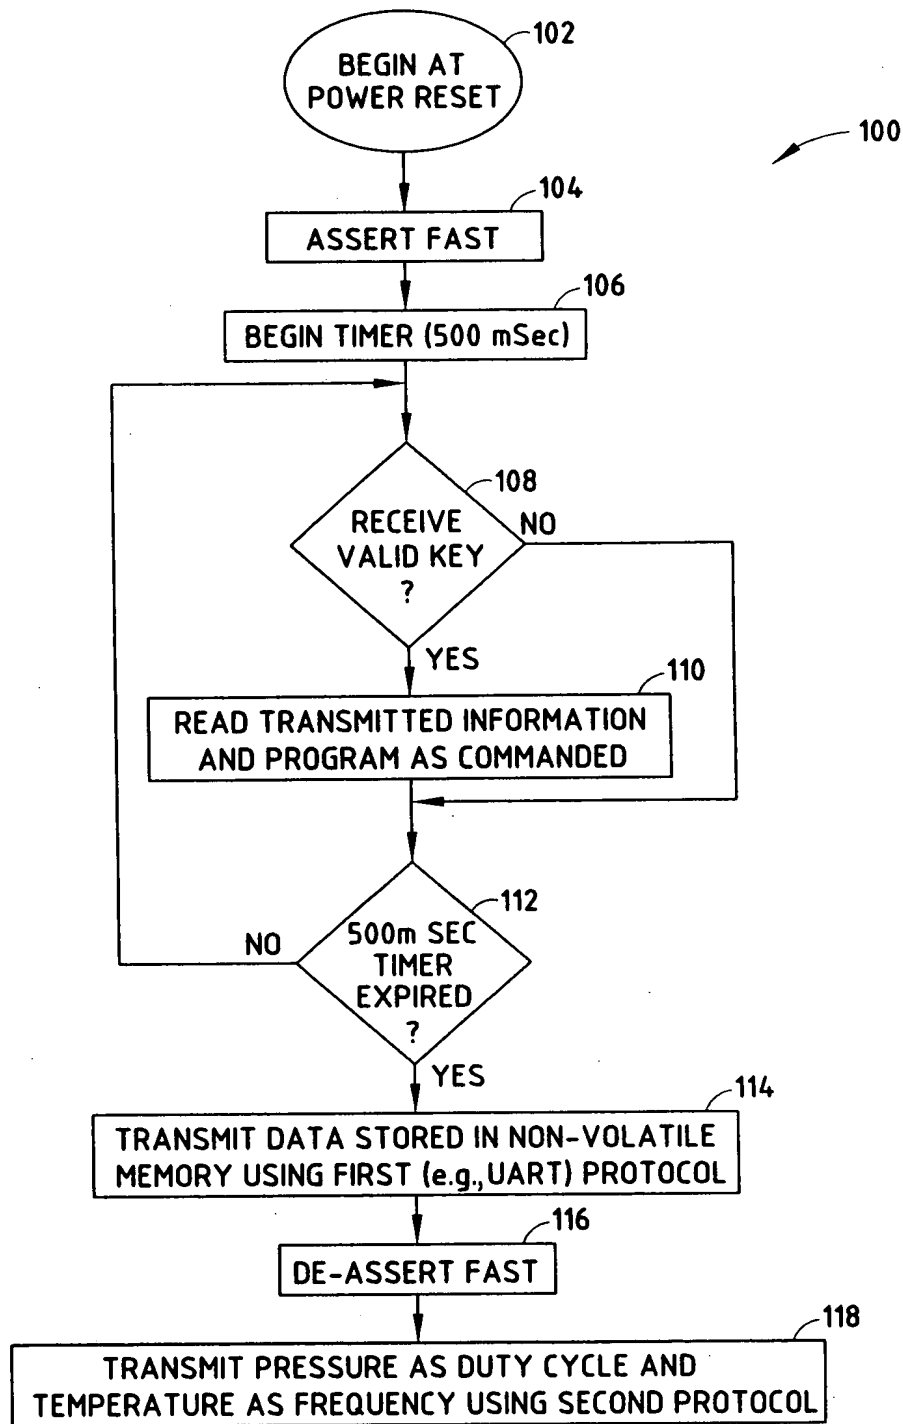 102
BEGIN AT
POWER RESET
100
104
ASSERT FAST
106
BEGIN TIMER (500 mSec)
108
RECEIVE
VALID KEY
?
NO
YES
110
READ TRANSMITTED INFORMATION
AND PROGRAM AS COMMANDED
112
500m SEC
TIMER
EXPIRED
?
NO
YES
114
TRANSMIT DATA STORED IN NON-VOLATILE
MEMORY USING FIRST (e.g.,UART) PROTOCOL
116
DE-ASSERT FAST
118
TRANSMIT PRESSURE AS DUTY CYCLE AND
TEMPERATURE AS FREQUENCY USING SECOND PROTOCOL